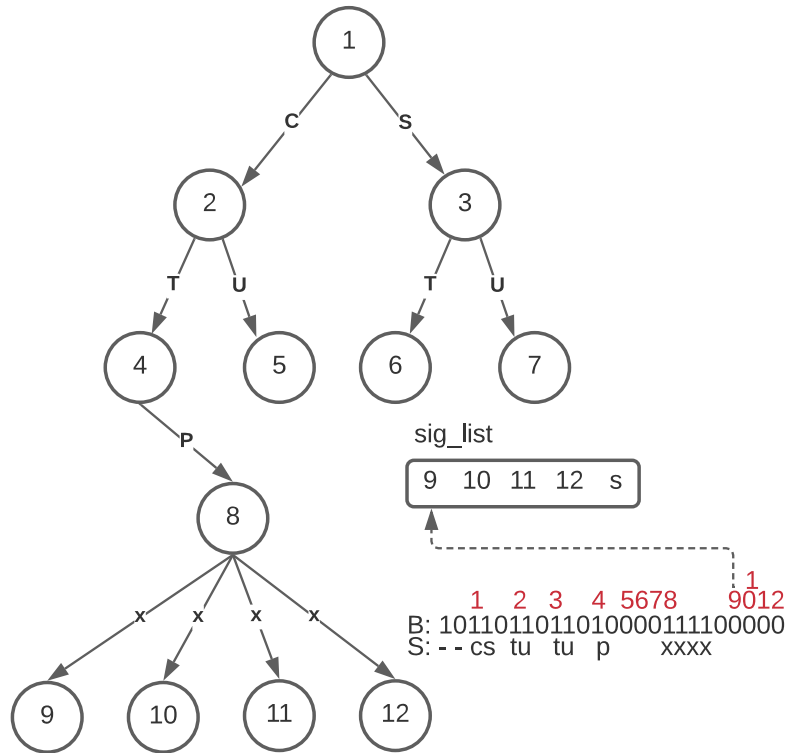 1
C S
2 3
T U T U
4 5 6 7
P
sig_list
9 10 11 12 s
8
1
1 2 3 4 5678 9012
x x x x
B: 1011011011010000111100000
S: - - cs tu tu p xxxx
9 10 11 12